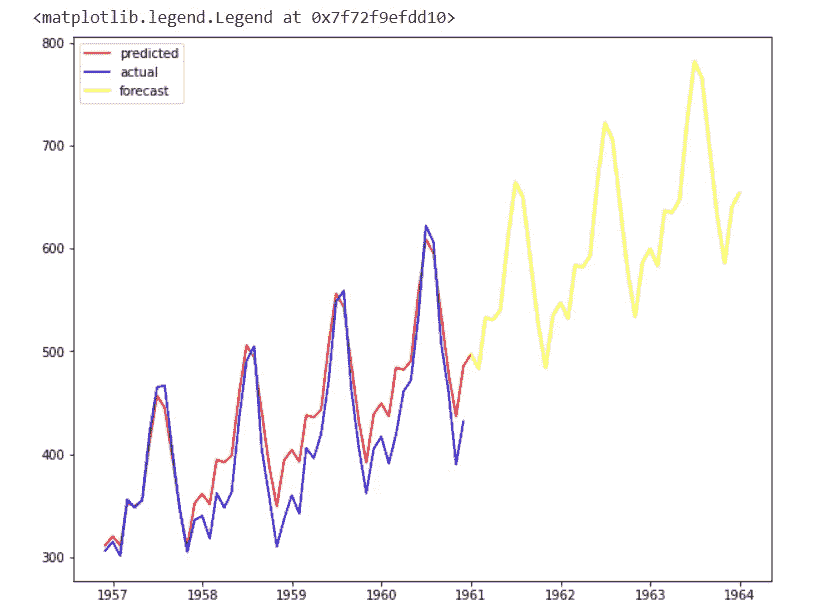 <matplotlib.legend.Legend at 0x7f72f9efdd10>
800
predicted
actual
forecast
700
600
500
400
300
1957 1958 1959 1960 1961 1962 1963 1964